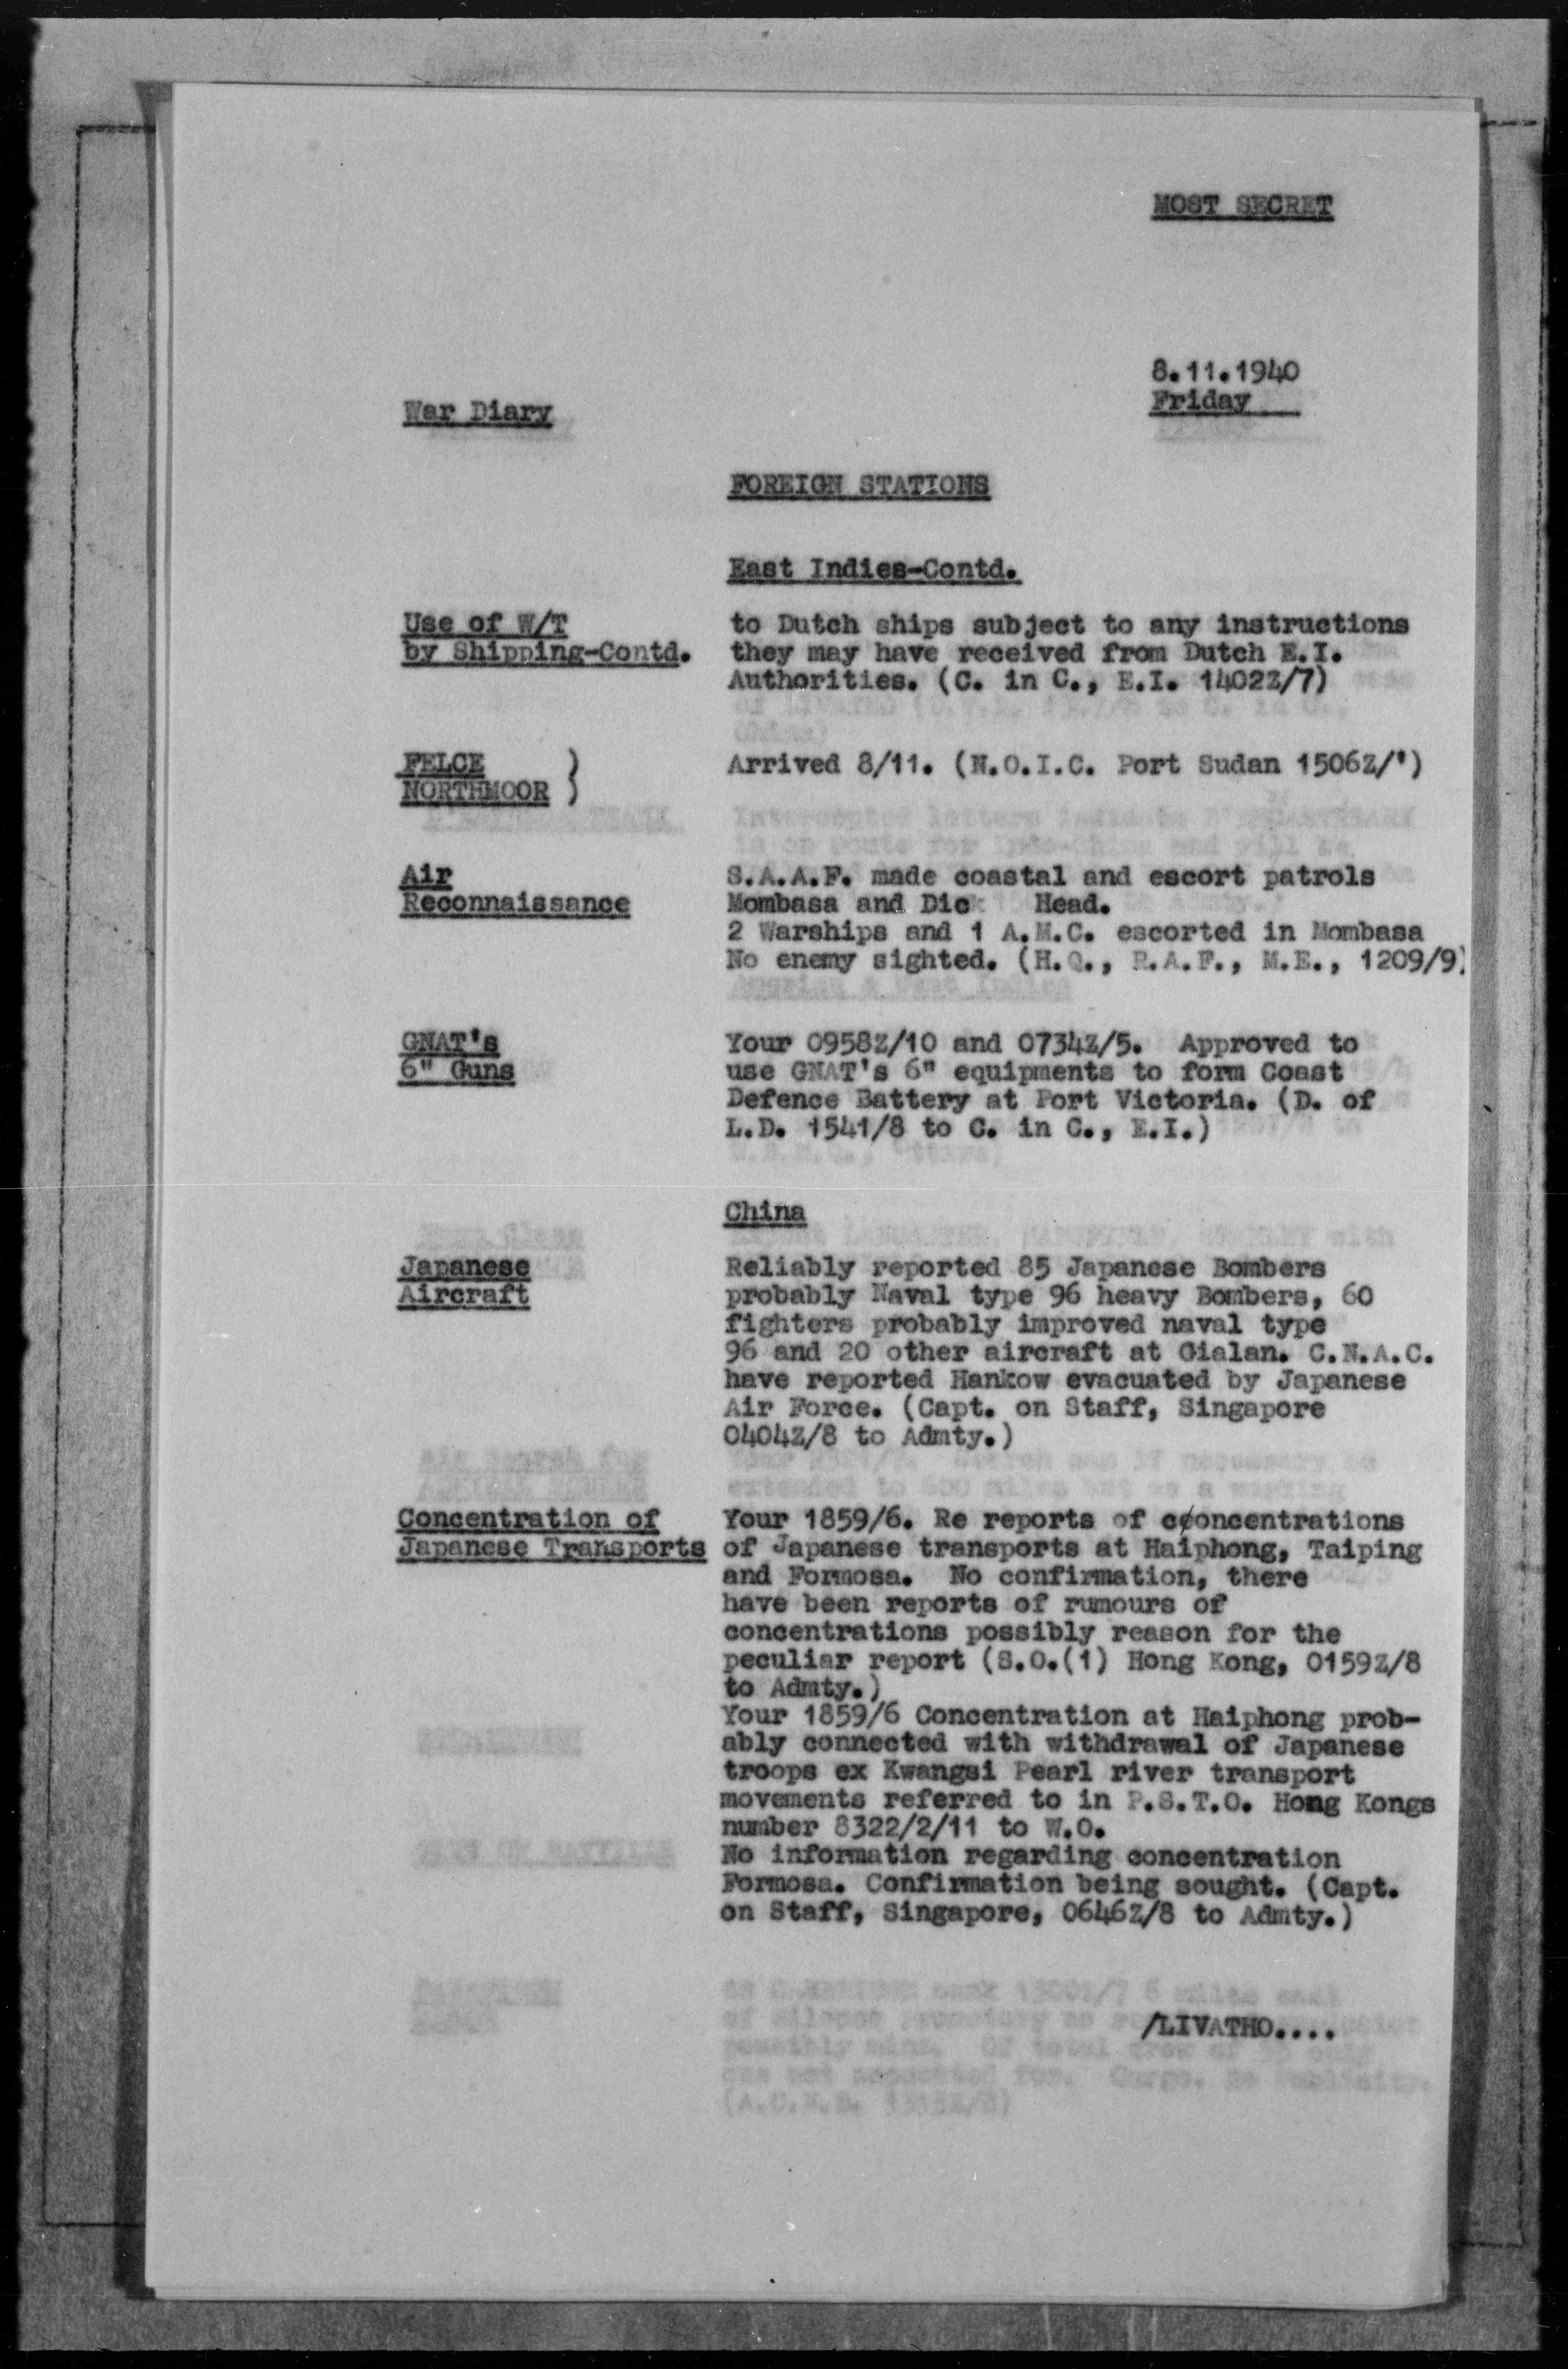 MOST SECRET
8.11.1940
Friday
War Diary
FOREIGN STATIONS
East Indies-Contd.
Use of W/T
by Shipping-Contd.
to Dutch ships subject to any instructions
they may have received from Dutch E.I.
Authorities. (C. in C., E.I. 1402Z/7)
FELCE
NORTHMOOR
Arrived 8/11. (N.O.I.C. Port Sudan 1506Z/')
Air
Reconnaissance
S.A.A.F. made coastal and escort patrols
Mombasa and Dic Head.
2 Warships and 1 A.M.C. escorted in Mombasa
No enemy sighted. (H.Q., R.A.F., M.E., 1209/9)
GNAT's
6" Guns
Your 0958Z/10 and 0734Z/5. Approved to
use GNAT's 6" equipments to form Coast
Defence Battery at Port Victoria. (D. of
L.D. 1541/8 to C. in C., E.I.)
China
Japanese
Aircraft
Reliably reported 85 Japanese Bombers
probably Naval type 96 heavy Bombers, 60
fighters probably improved naval type
96 and 20 other aircraft at Gialan. C.N.A.C.
have reported Hankow evacuated by Japanese
Air Force. (Capt. on Staff, Singapore
0404Z/8 to Admty.)
Concentration of
Japanese Transports
Your 1859/6. Re reports of concentrations
of Japanese transports at Haiphong, Taiping
and Formosa. No confirmation, there
have been reports of rumours of
concentrations possibly reason for the
peculiar report (S.O.(1) Hong Kong, 0159Z/8
to Admty.)
Your 1859/6 Concentration at Haiphong prob-
ably connected with withdrawal of Japanese
troops ex Kwangsi Pearl river transport
movements referred to in P.S.T.O. Hong Kongs
number 8322/2/11 to W.O.
No information regarding concentration
Formosa. Confirmation being sought. (Capt.
on Staff, Singapore, 0646Z/8 to Admty.)
/LIVATHO....